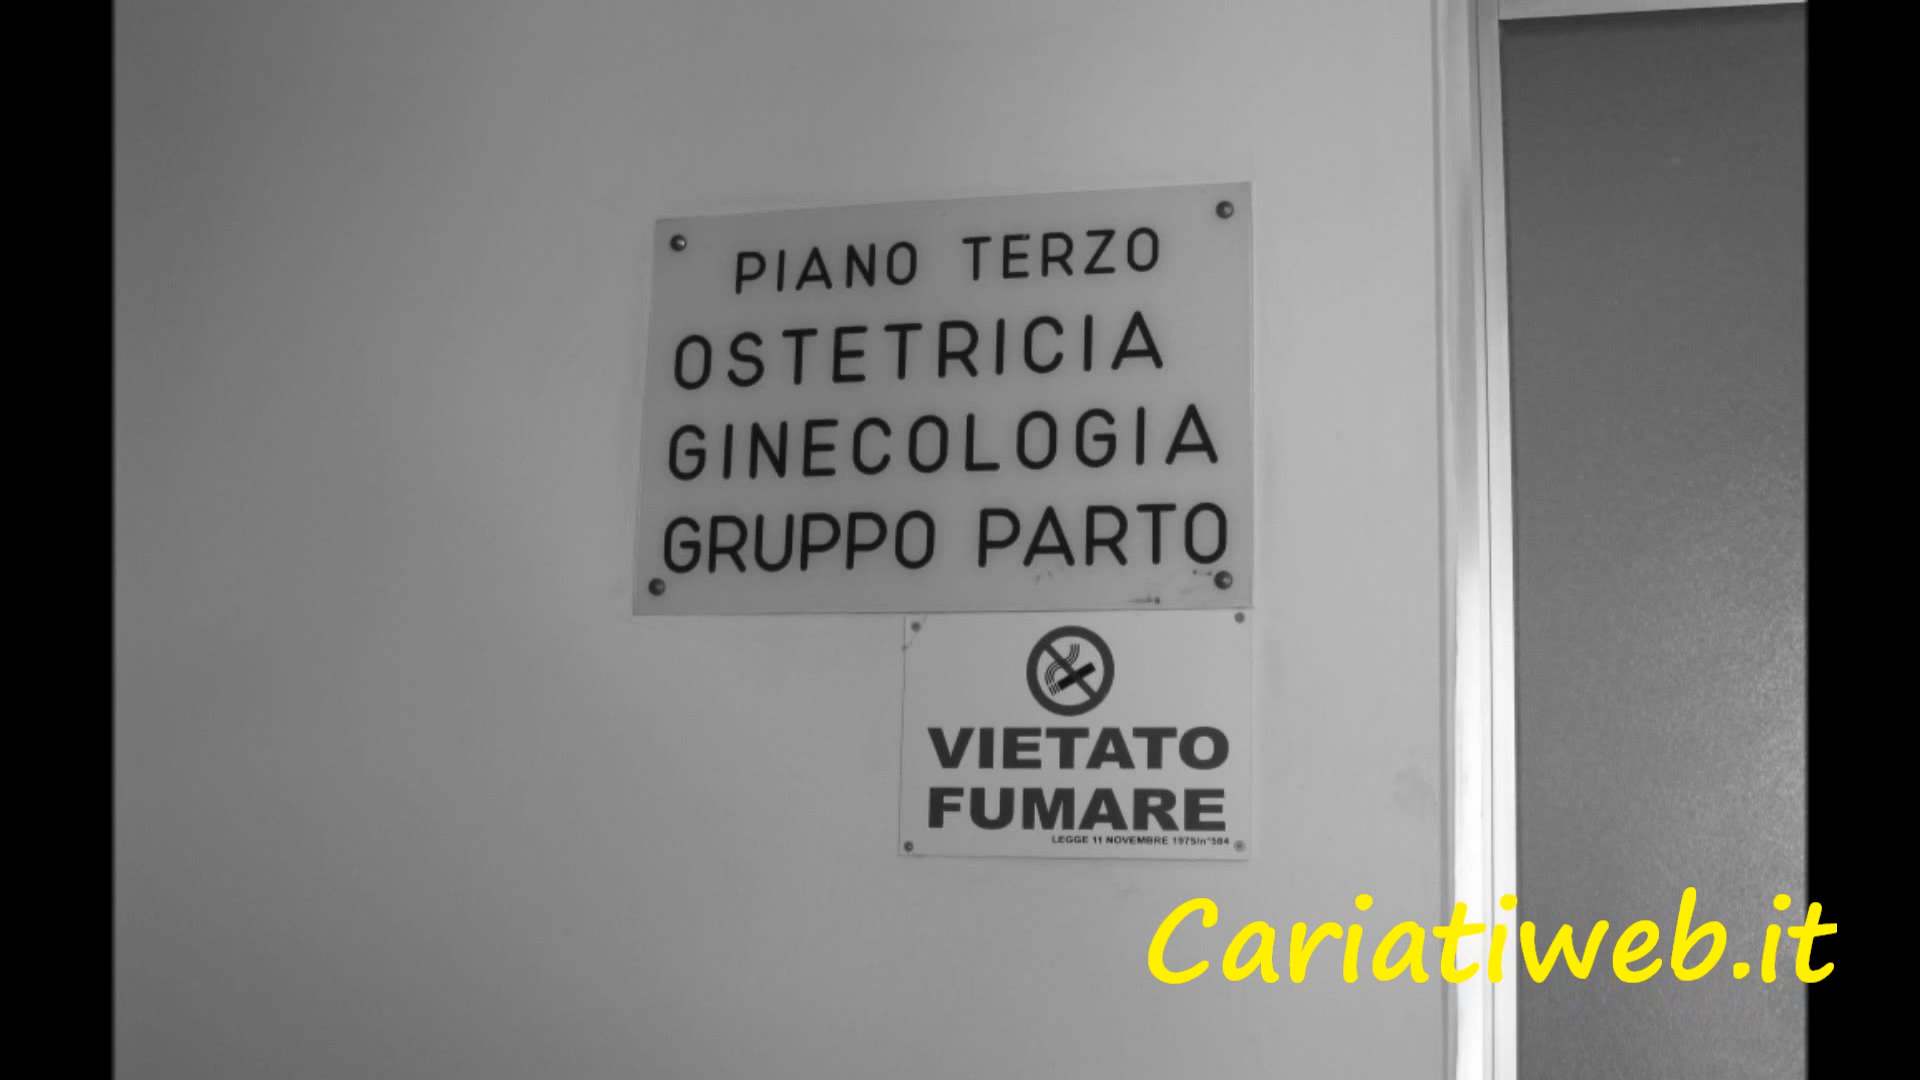 PIANO TERZO
OSTETRICIA
GINECOLOGIA
GRUPPO PARTO
VIETATO
FUMARE
LEGGE 11 NOVEMBRE 1975/n°584
Cariatiweb.it